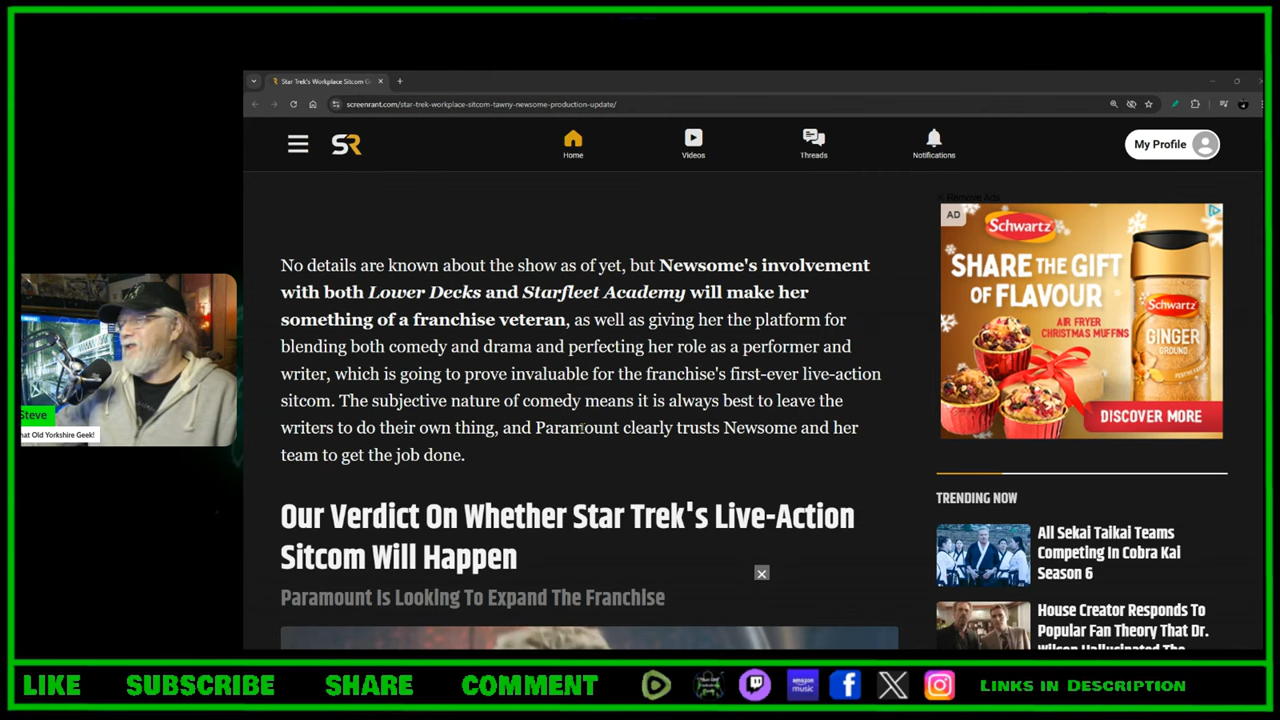 Star Trek's Workplace Sitcom G
screenrant.com/star-trek-workplace-sitcom-tawny-newsome-production-update/
SR
Home
Videos
Threads
Notifications
My Profile
Remove Ads
No details are known about the show as of yet, but Newsome's involvement
with both Lower Decks and Starfleet Academy will make her
something of a franchise veteran, as well as giving her the platform for
blending both comedy and drama and perfecting her role as a performer and
writer, which is going to prove invaluable for the franchise's first-ever live-action
sitcom. The subjective nature of comedy means it is always best to leave the
writers to do their own thing, and Paramount clearly trusts Newsome and her
team to get the job done.
Our Verdict On Whether Star Trek's Live-Action
Sitcom Will Happen
Paramount Is Looking To Expand The Franchise
AD
Schwartz
SHARE THE GIFT
OF FLAVOUR
AIR FRYER
CHRISTMAS MUFFINS
Schwartz
GINGER
GROUND
DISCOVER MORE
TRENDING NOW
All Sekai Taikai Teams
Competing In Cobra Kai
Season 6
House Creator Responds To
Popular Fan Theory That Dr.
Wilson Hallucinated The
Steve
hat Old Yorkshire Geek!
LIKE
SUBSCRIBE
SHARE
COMMENT
amazon
music
LINKS IN DESCRIPTION